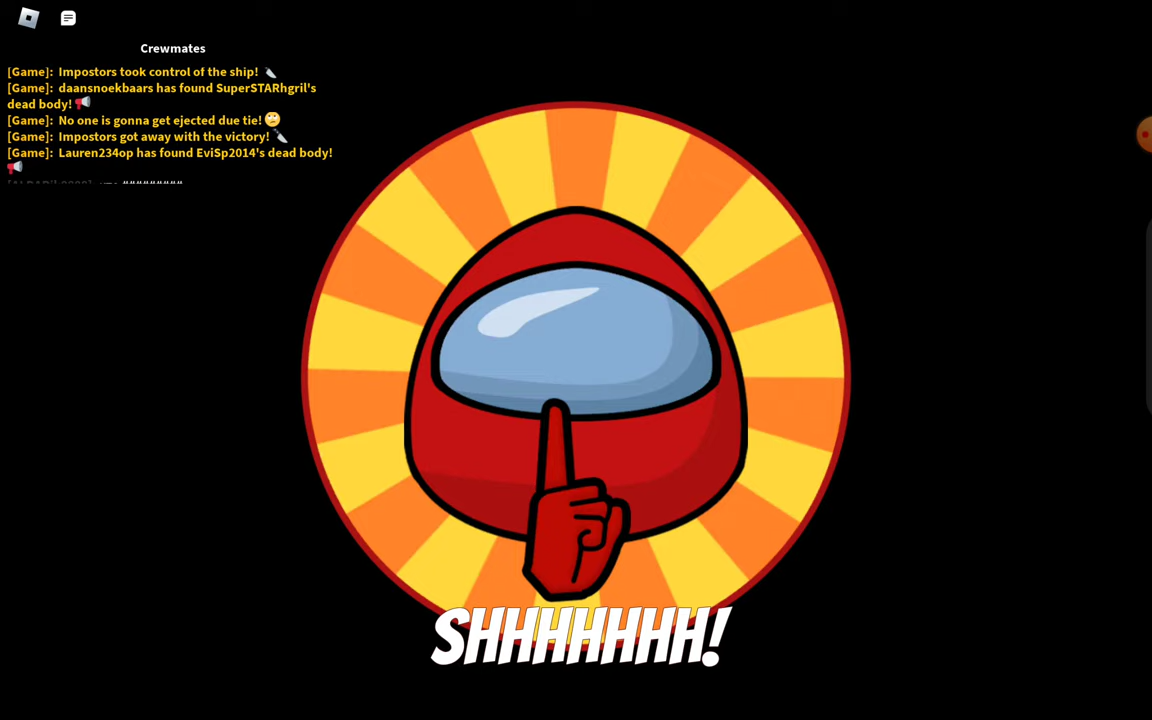 Crewmates
[Game]: Impostors took control of the ship! 🔪
[Game]: daansnoekbaars has found SuperSTARhgril's
dead body! 📢
[Game]: No one is gonna get ejected due tie! 🙄
[Game]: Impostors got away with the victory! 🔪
[Game]: Lauren234op has found EviSp2014's dead body!
📢
SHHHHHHH!